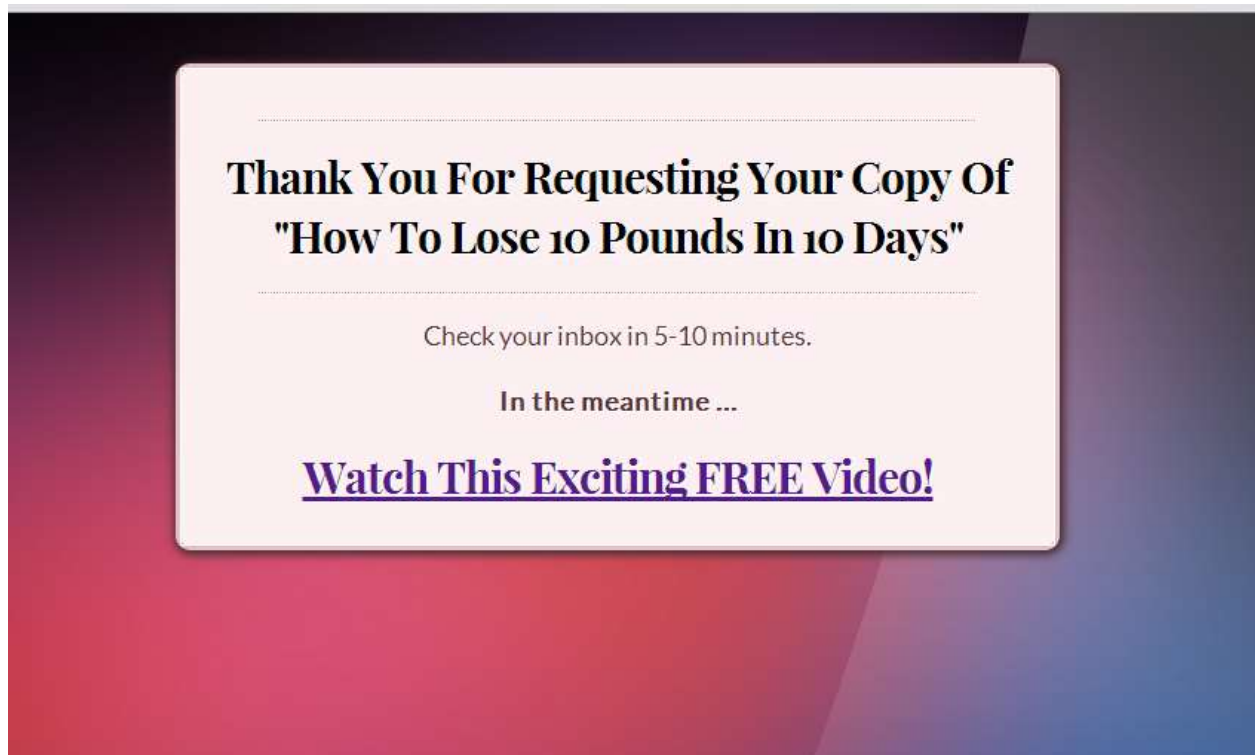 Thank You For Requesting Your Copy Of
"How To Lose 10 Pounds In 10 Days"
Check your inbox in 5-10 minutes.
In the meantime ...
Watch This Exciting FREE Video!